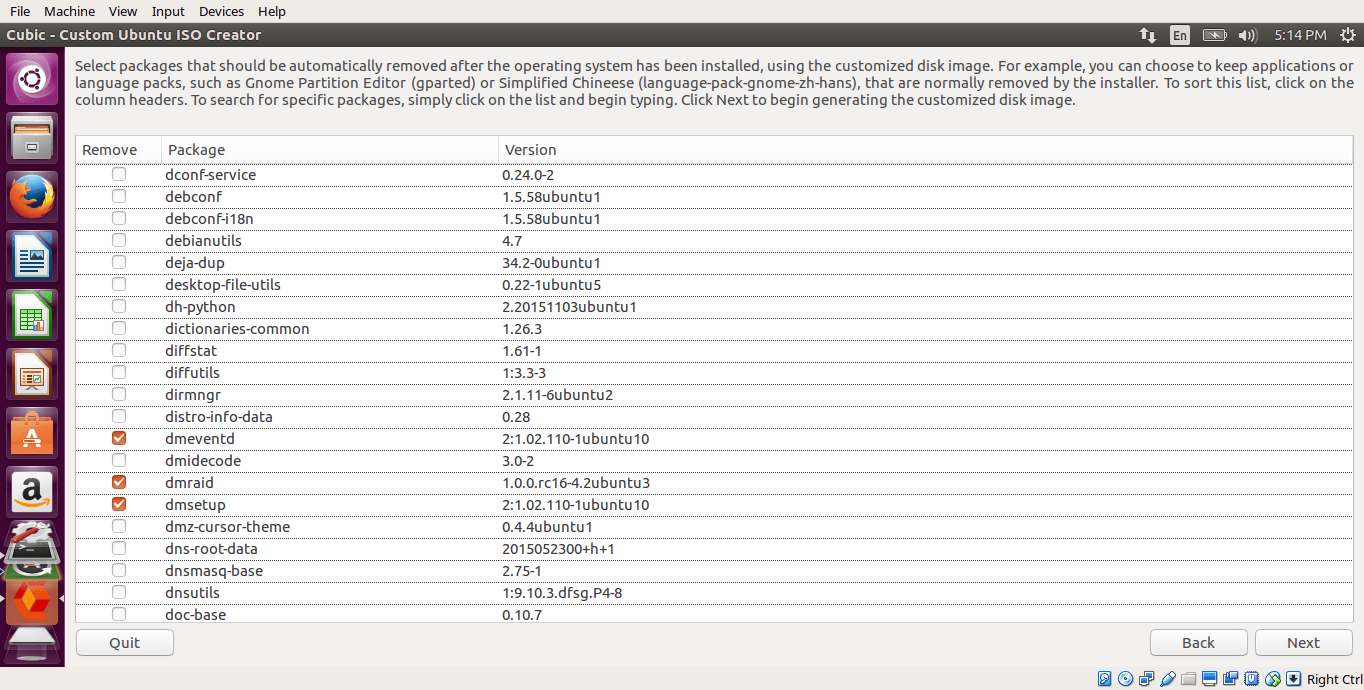 File Machine View Input Devices Help
Cubic - Custom Ubuntu ISO Creator En 5:14 PM
Select packages that should be automatically removed after the operating system has been installed, using the customized disk image. For example, you can choose to keep applications or
language packs, such as Gnome Partition Editor (gparted) or Simplified Chineese (language-pack-gnome-zh-hans), that are normally removed by the installer. To sort this list, click on the
column headers. To search for specific packages, simply click on the list and begin typing. Click Next to begin generating the customized disk image.
Remove Package Version
dconf-service 0.24.0-2
debconf 1.5.58ubuntu1
debconf-i18n 1.5.58ubuntu1
debianutils 4.7
deja-dup 34.2-0ubuntu1
desktop-file-utils 0.22-1ubuntu5
dh-python 2.20151103ubuntu1
dictionaries-common 1.26.3
diffstat 1.61-1
diffutils 1:3.3-3
dirmngr 2.1.11-6ubuntu2
distro-info-data 0.28
dmeventd 2:1.02.110-1ubuntu10
dmidecode 3.0-2
dmraid 1.0.0.rc16-4.2ubuntu3
dmsetup 2:1.02.110-1ubuntu10
dmz-cursor-theme 0.4.4ubuntu1
dns-root-data 2015052300+h+1
dnsmasq-base 2.75-1
dnsutils 1:9.10.3.dfsg.P4-8
doc-base 0.10.7
Quit Back Next
Right Ctrl